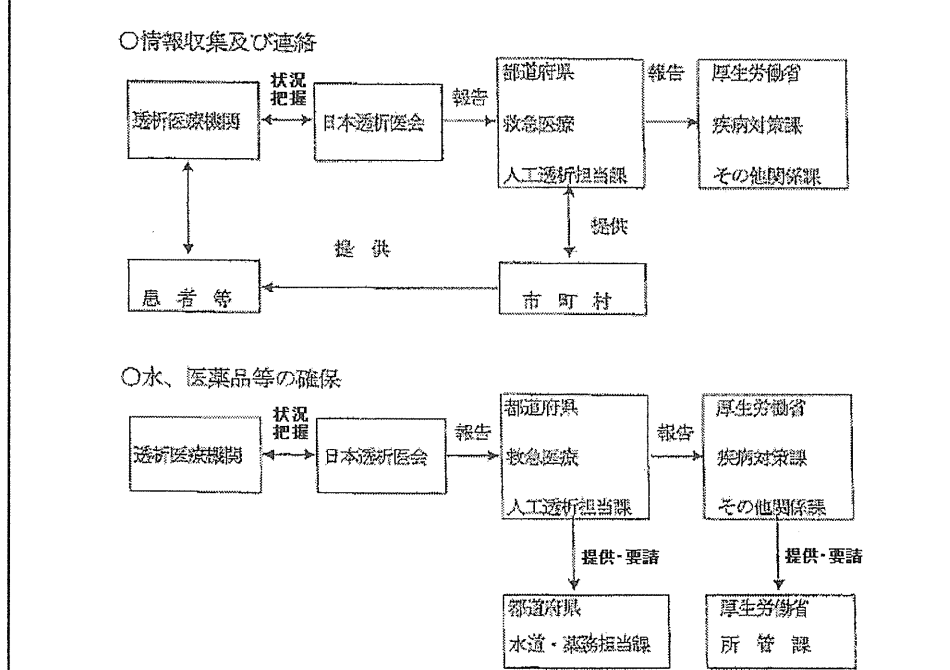 ○情報収集及び連絡
状況
把握
報告
報告
透析医療機関
日本透析医会
都道府県
救急医療
人工透析担当課
厚生労働省
疾病対策課
その他関係課
提供
提 供
患 者 等
市 町 村
○水、医薬品等の確保
状況
把握
報告
報告
透析医療機関
日本透析医会
都道府県
救急医療
人工透析担当課
厚生労働省
疾病対策課
その他関係課
提供・要請
提供・要請
都道府県
水道・薬務担当課
厚生労働省
所 管 課